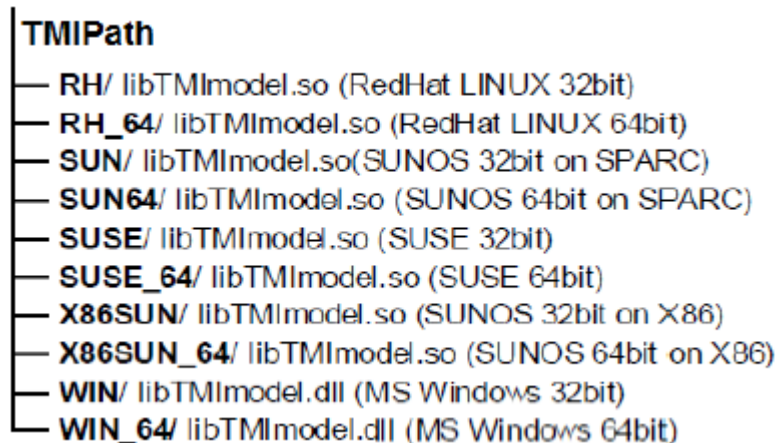 TMIPath
RH/ libTMImodel.so (RedHat LINUX 32bit)
RH_64/ libTMImodel.so (RedHat LINUX 64bit)
SUN/ libTMImodel.so(SUNOS 32bit on SPARC)
SUN64/ libTMImodel.so (SUNOS 64bit on SPARC)
SUSE/ libTMImodel.so (SUSE 32bit)
SUSE_64/ libTMImodel.so (SUSE 64bit)
X86SUN/ libTMImodel.so (SUNOS 32bit on X86)
X86SUN_64/ libTMImodel.so (SUNOS 64bit on X86)
WIN/ libTMImodel.dll (MS Windows 32bit)
WIN_64/ libTMImodel.dll (MS Windows 64bit)